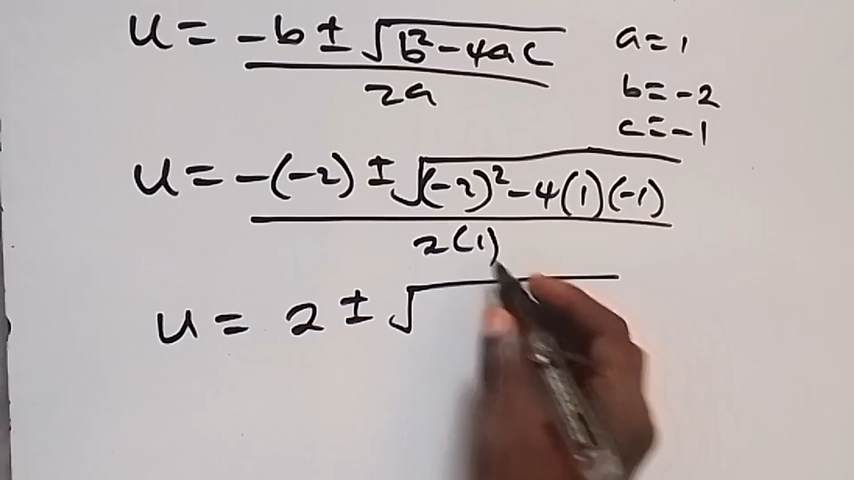 u = -b ± √b² - 4ac a = 1
2a
b = -2
c = -1
u = -(-2) ± √(-2)² - 4(1)(-1)
2(1)
u = 2 ± √